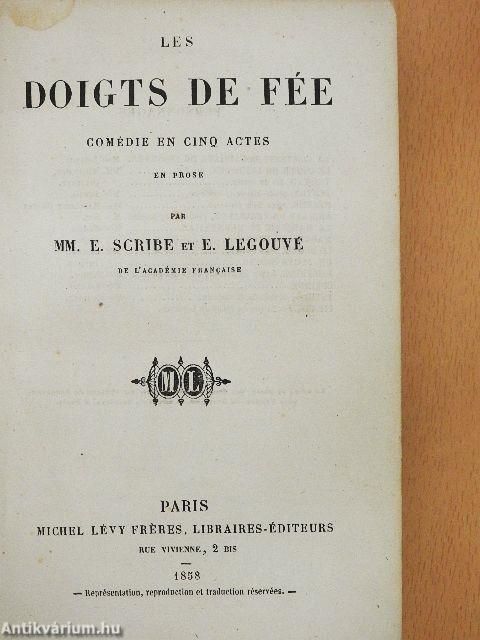 LES
DOIGTS DE FÉE
COMÉDIE EN CINQ ACTES
EN PROSE
PAR
MM. E. SCRIBE ET E. LEGOUVÉ
DE L'ACADÉMIE FRANÇAISE
ML
PARIS
MICHEL LÉVY FRÈRES, LIBRAIRES-ÉDITEURS
RUE VIVIENNE, 2 BIS
—
1858
— Représentation, reproduction et traduction réservées. —
Antikvárium.hu